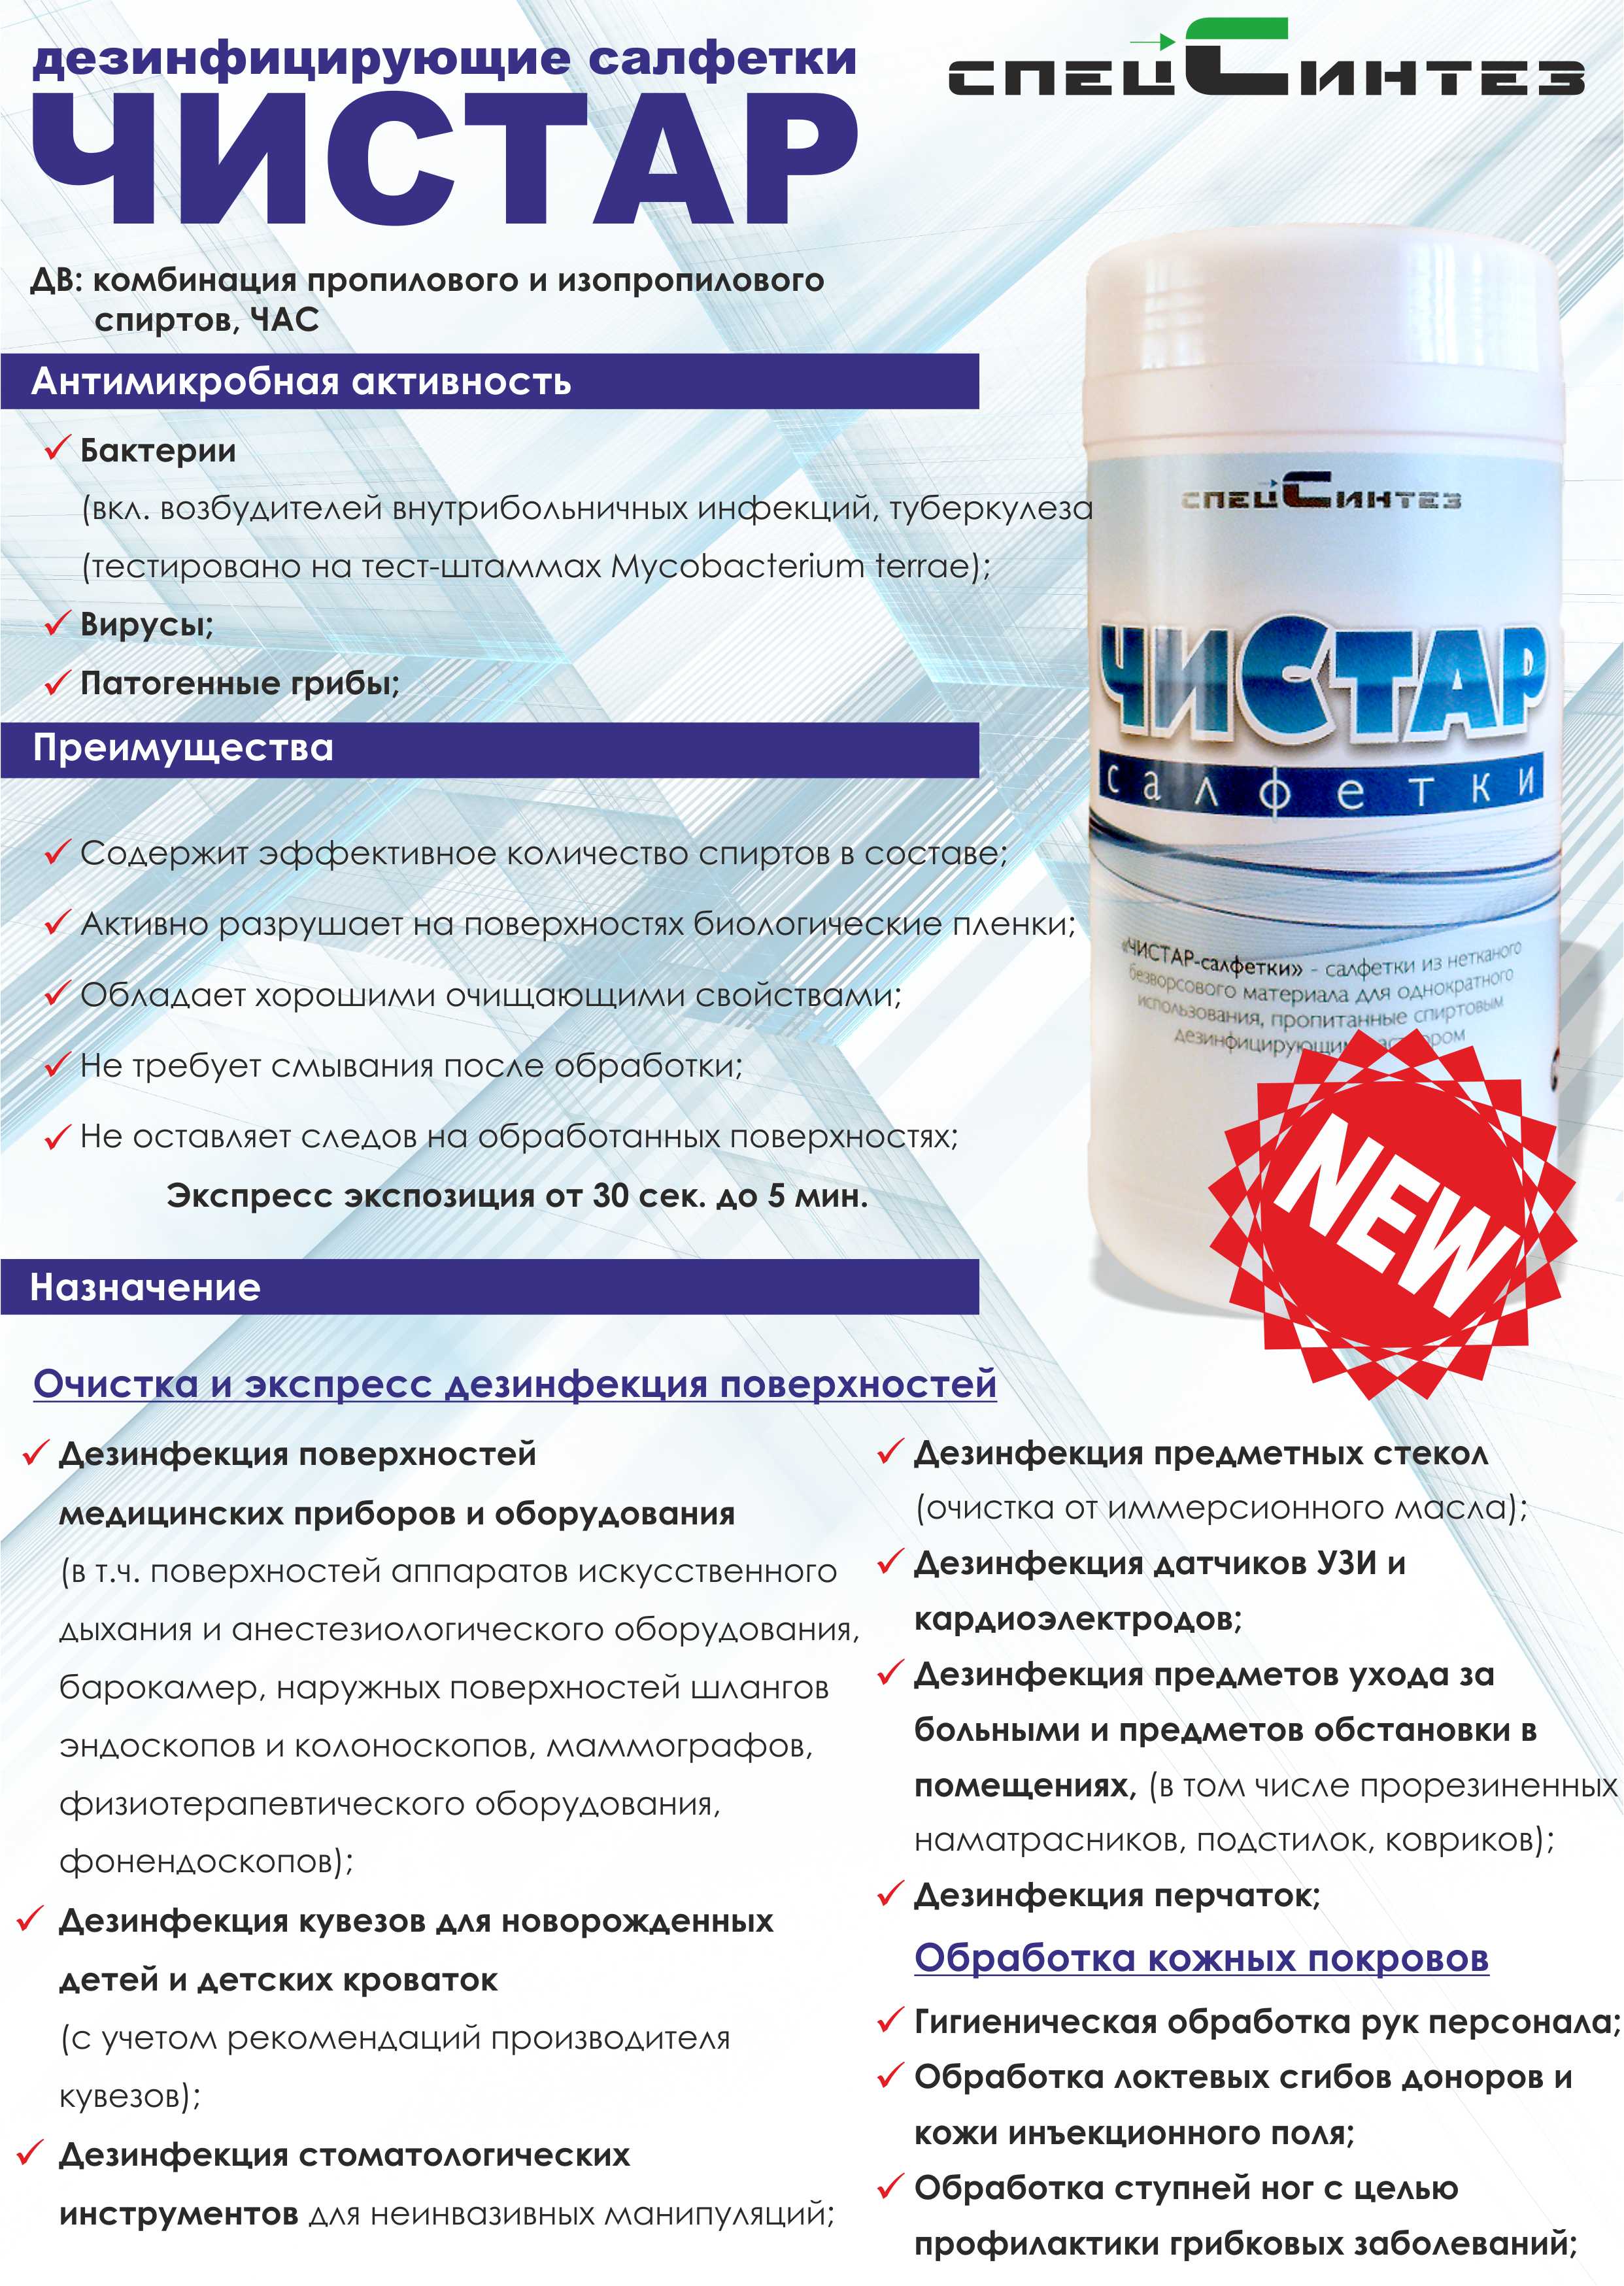 дезинфицирующие салфетки
ЧИСТАР
СПЕЦСИНТЕЗ
ДВ: комбинация пропилового и изопропилового
спиртов, ЧАС
Антимикробная активность
Бактерии
(вкл. возбудителей внутрибольничных инфекций, туберкулеза
(тестировано на тест-штаммах Mycobacterium terrae);
Вирусы;
Патогенные грибы;
Преимущества
Содержит эффективное количество спиртов в составе;
Активно разрушает на поверхностях биологические пленки;
Обладает хорошими очищающими свойствами;
Не требует смывания после обработки;
Не оставляет следов на обработанных поверхностях;
Экспресс экспозиция от 30 сек. до 5 мин.
СПЕЦСИНТЕЗ
ЧИСТАР
салфетки
«ЧИСТАР-салфетки» - салфетки из нетканого
безворсового материала для однократного
использования, пропитанные спиртовым
NEW
Назначение
Очистка и экспресс дезинфекция поверхностей
Дезинфекция поверхностей
медицинских приборов и оборудования
(в т.ч. поверхностей аппаратов искусственного
дыхания и анестезиологического оборудования,
барокамер, наружных поверхностей шлангов
эндоскопов и колоноскопов, маммографов,
физиотерапевтического оборудования,
фонендоскопов);
Дезинфекция кувезов для новорожденных
детей и детских кроваток
(с учетом рекомендаций производителя
кувезов);
Дезинфекция стоматологических
инструментов для неинвазивных манипуляций;
Дезинфекция предметных стекол
(очистка от иммерсионного масла);
Дезинфекция датчиков УЗИ и
кардиоэлектродов;
Дезинфекция предметов ухода за
больными и предметов обстановки в
помещениях, (в том числе прорезиненных
наматрасников, подстилок, ковриков);
Дезинфекция перчаток;
Обработка кожных покровов
Гигиеническая обработка рук персонала;
Обработка локтевых сгибов доноров и
кожи инъекционного поля;
Обработка ступней ног с целью
профилактики грибковых заболеваний;